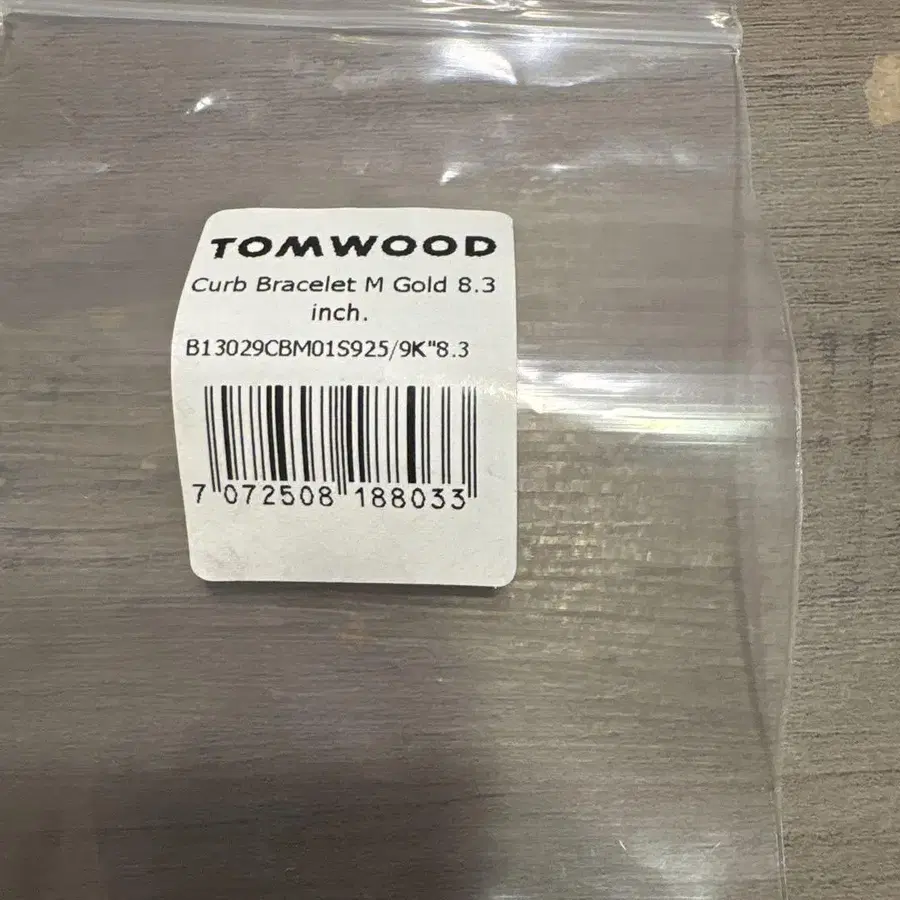 TOMWOOD
Curb Bracelet M Gold 8.3
inch.
B13029CBM01S925/9K"8.3
7 072508 188033